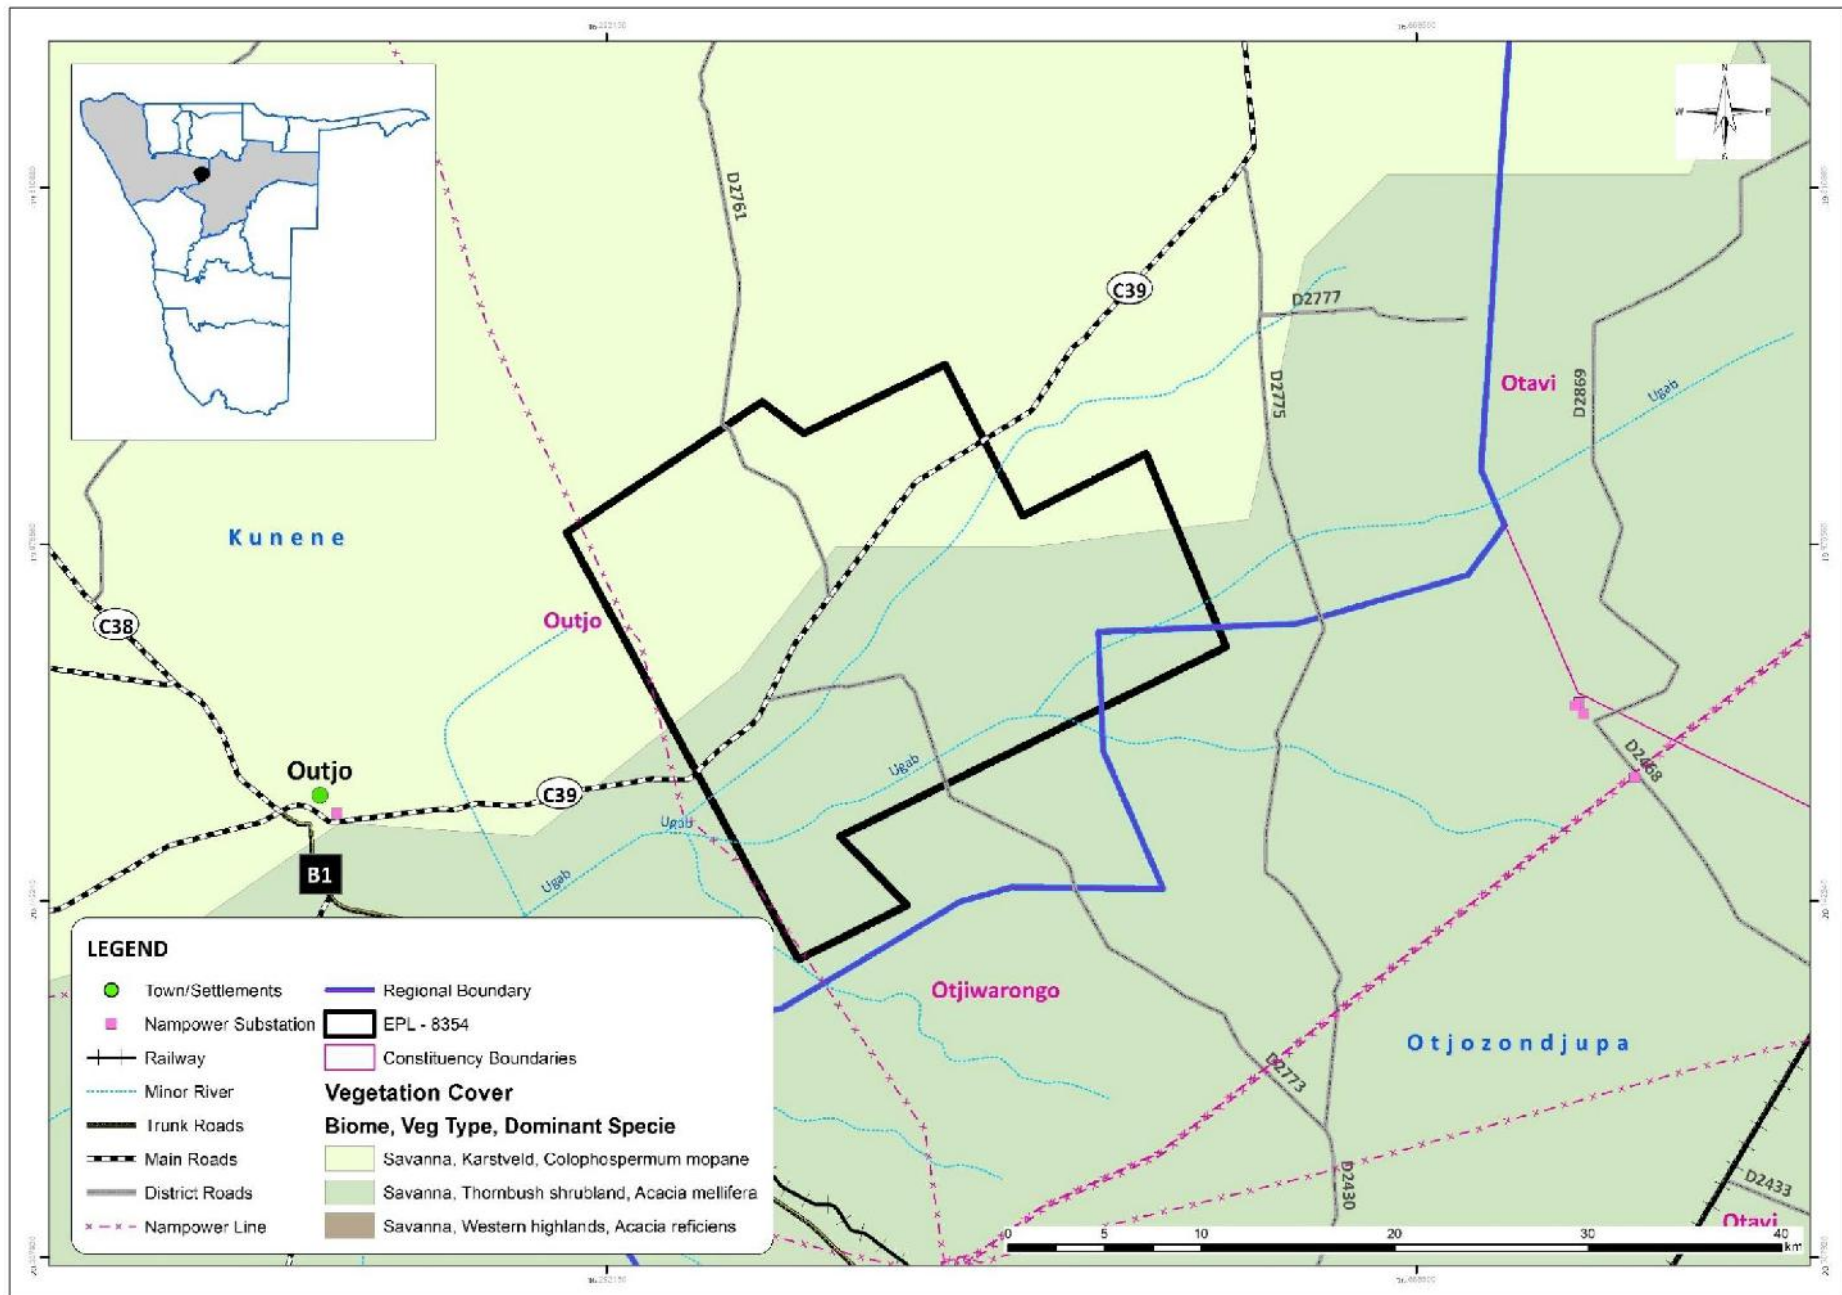 N
W
E
S
D2761
C39
D2777
D2775
Otavi
D2869
Ugab
Kunene
Outjo
C38
Outjo
C39
Ugab
Ugab
Ugab
B1
D2468
Otjiwarongo
Otjozondjupa
D2773
D2430
D2433
Otavi
LEGEND
Town/Settlements
Nampower Substation
Railway
Minor River
Trunk Roads
Main Roads
District Roads
Nampower Line
Regional Boundary
EPL - 8354
Constituency Boundaries
Vegetation Cover
Biome, Veg Type, Dominant Specie
Savanna, Karstveld, Colophospermum mopane
Savanna, Thornbush shrubland, Acacia mellifera
Savanna, Western highlands, Acacia reficiens
0 5 10 20 30 40
km